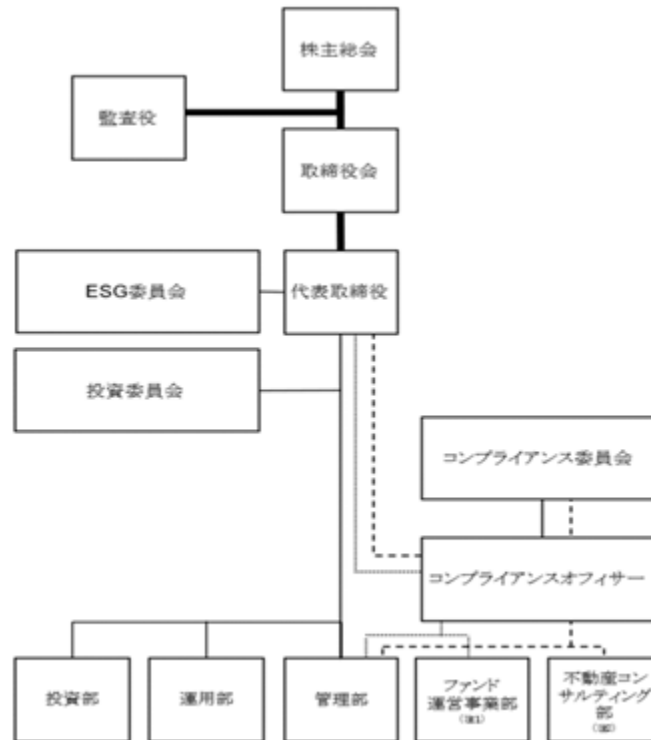 株主総会
監査役
取締役会
ESG委員会
代表取締役
投資委員会
コンプライアンス委員会
コンプライアンスオフィサー
投資部
運用部
管理部
ファンド
運営事業部
(※1)
不動産コン
サルティング
部
(※2)